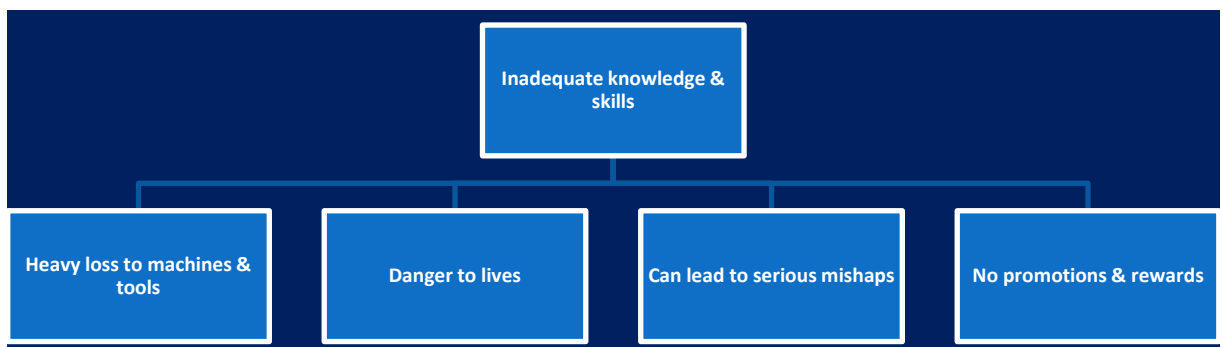 Inadequate knowledge &
skills
Heavy loss to machines &
tools
Danger to lives
Can lead to serious mishaps
No promotions & rewards